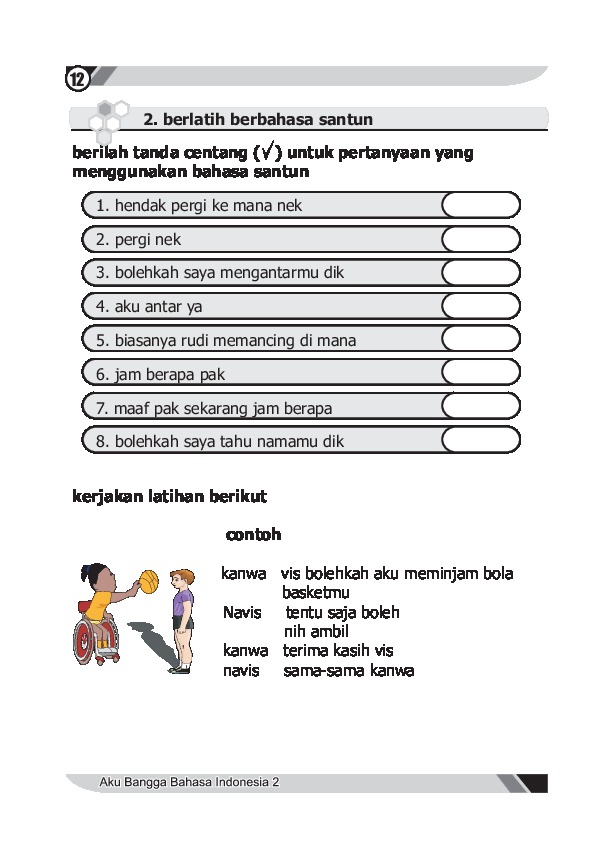 12
2. berlatih berbahasa santun
berilah tanda centang (√) untuk pertanyaan yang
menggunakan bahasa santun
1. hendak pergi ke mana nek
2. pergi nek
3. bolehkah saya mengantarmu dik
4. aku antar ya
5. biasanya rudi memancing di mana
6. jam berapa pak
7. maaf pak sekarang jam berapa
8. bolehkah saya tahu namamu dik
kerjakan latihan berikut
contoh
kanwa vis bolehkah aku meminjam bola
basketmu
Navis tentu saja boleh
nih ambil
kanwa terima kasih vis
navis sama-sama kanwa
Aku Bangga Bahasa Indonesia 2